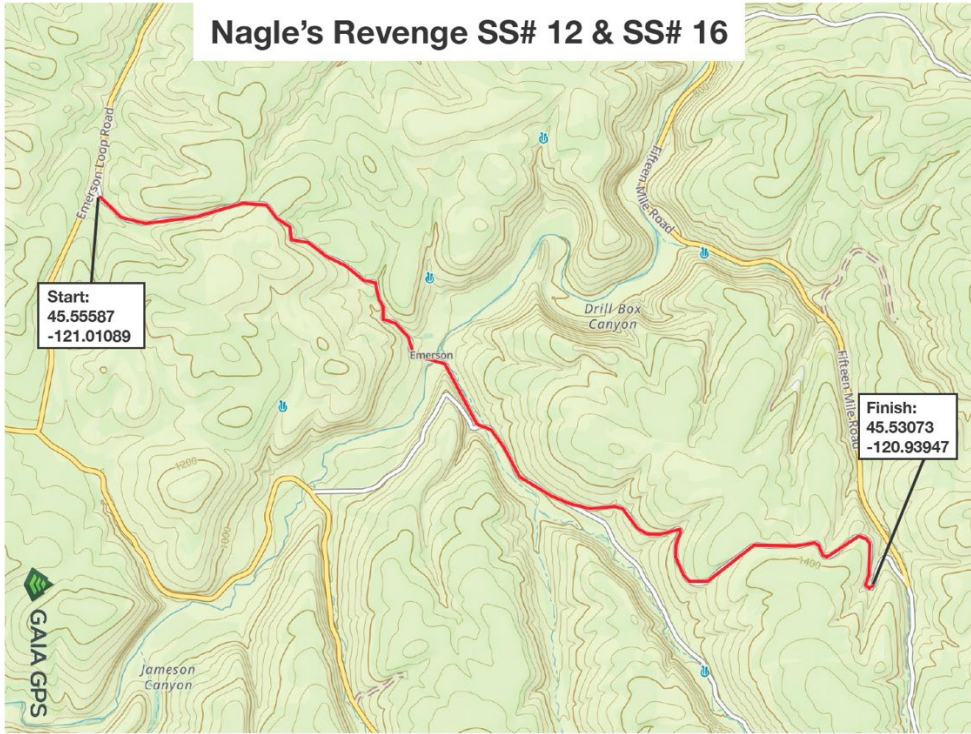 Nagle's Revenge SS# 12 & SS# 16
Emerson Loop Road
Fifteen Mile Road
Start:
45.55587
-121.01089
Drill Box
Canyon
Emerson
Fifteen Mile Road
Finish:
45.53073
-120.93947
1200
1000
1400
GAIA GPS
Jameson
Canyon